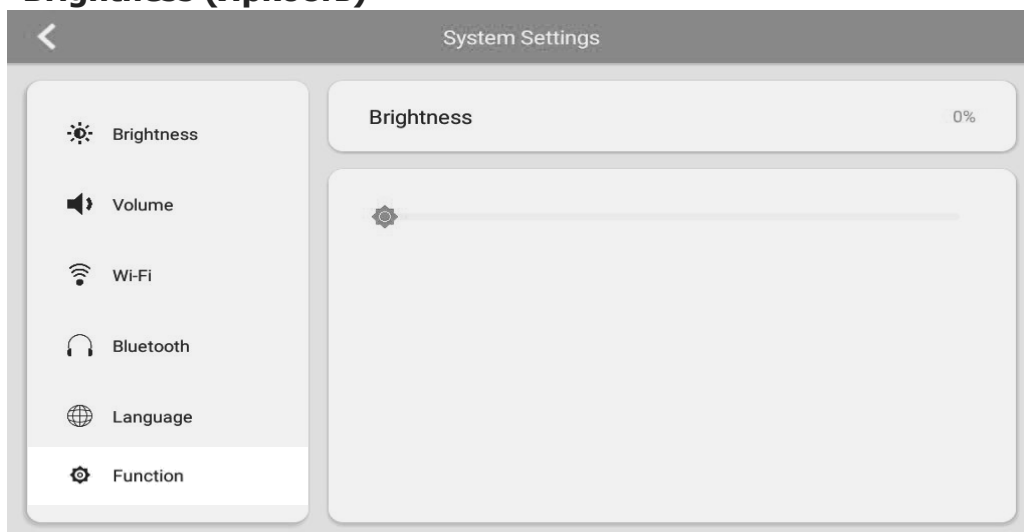 System Settings
Brightness
Volume
Wi-Fi
Bluetooth
Language
Function
Brightness
0%